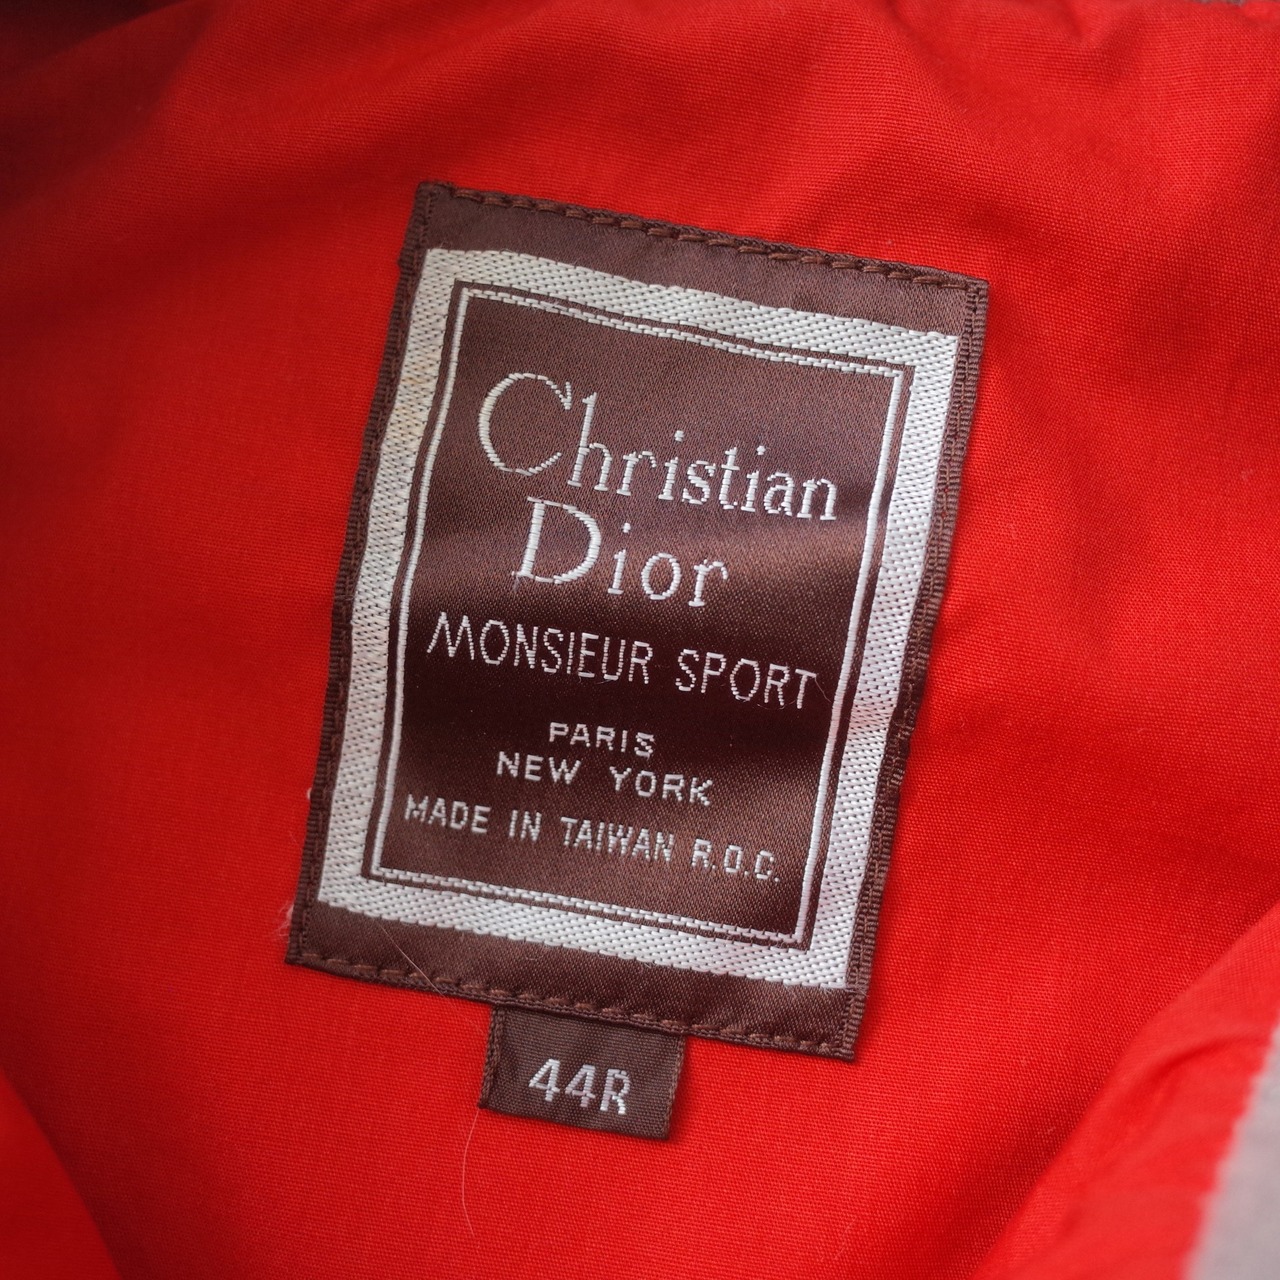 Christian
Dior
MONSIEUR SPORT
PARIS
NEW YORK
MADE IN TAIWAN R.O.C.
44R